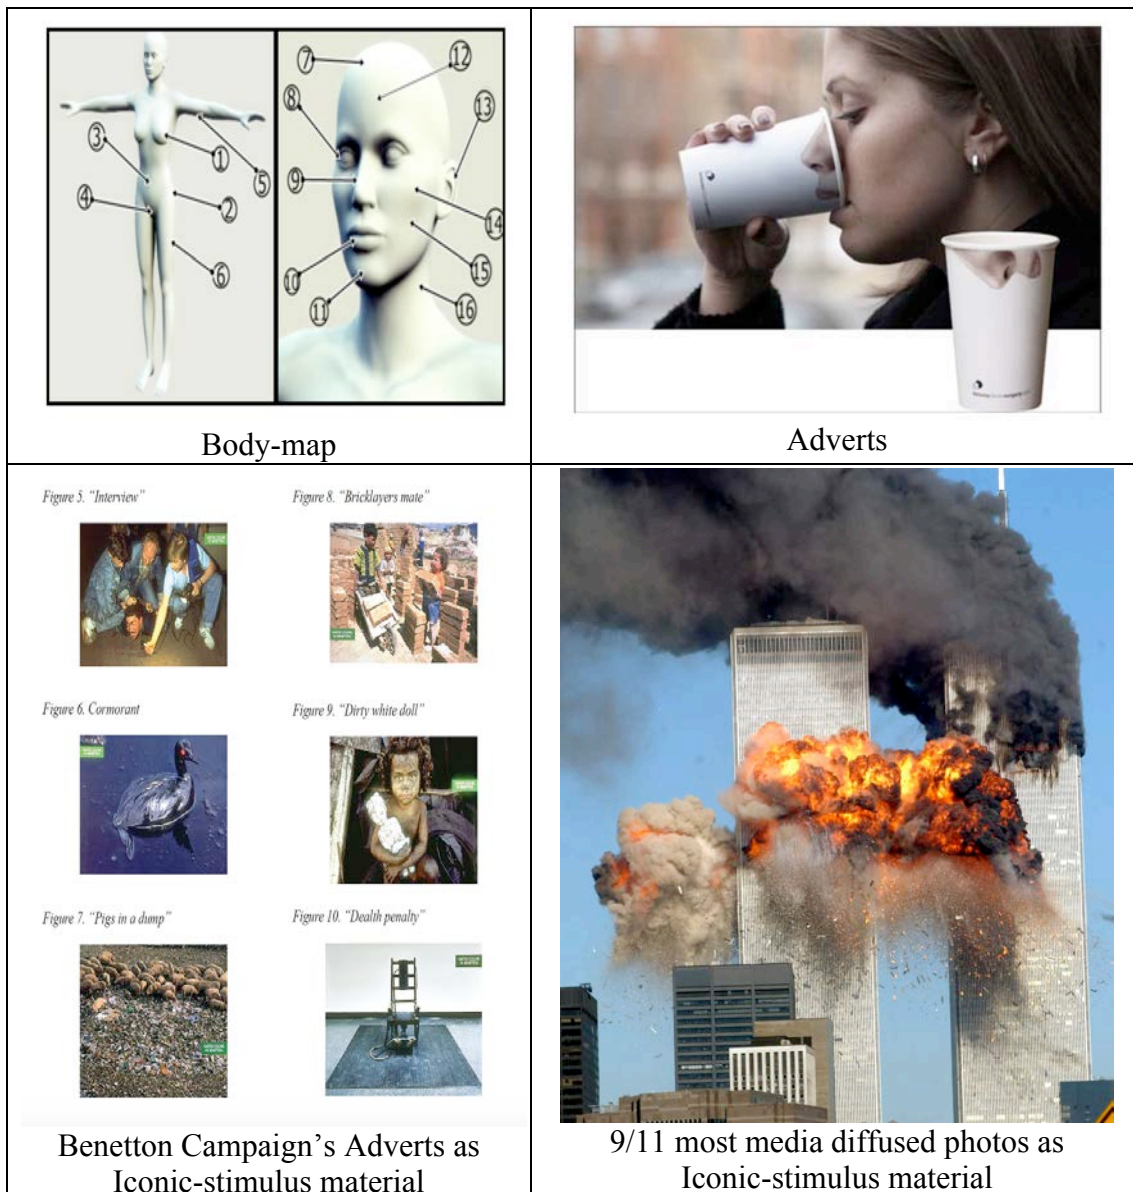 7
12
8
13
3
1
9
5
4
2
14
6
10
15
11
16
Body-map
Adverts
Figure 5. "Interview"
Figure 8. "Bricklayers mate"
Figure 6. Cormorant
Figure 9. "Dirty white doll"
Figure 7. "Pigs in a dump"
Figure 10. "Dealth penalty"
Benetton Campaign's Adverts as
Iconic-stimulus material
9/11 most media diffused photos as
Iconic-stimulus material